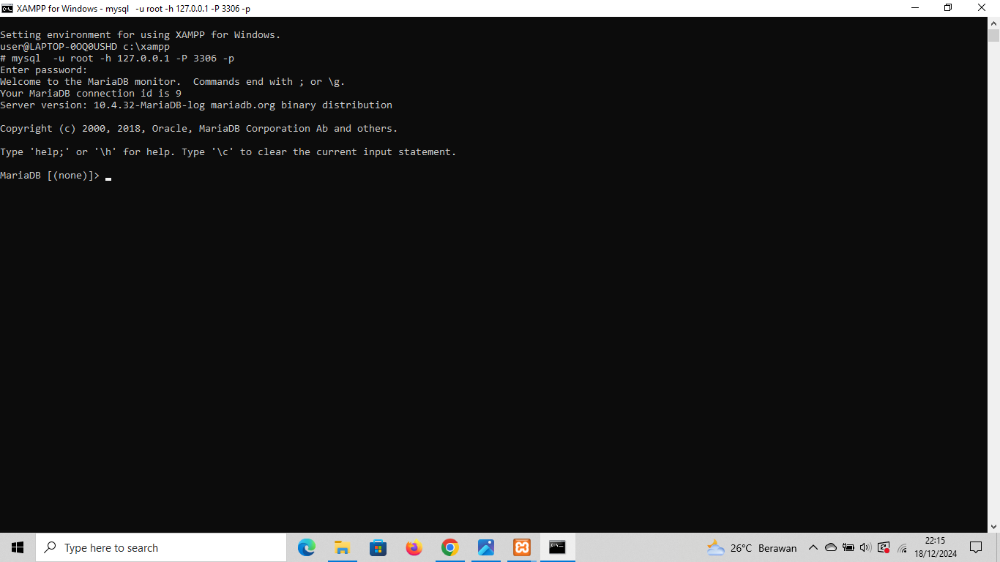 XAMPP for Windows - mysql  -u root -h 127.0.0.1 -P 3306 -p
Setting environment for using XAMPP for Windows.
user@LAPTOP-0OQ0USHD c:\xampp
# mysql  -u root -h 127.0.0.1 -P 3306 -p
Enter password:
Welcome to the MariaDB monitor.  Commands end with ; or \g.
Your MariaDB connection id is 9
Server version: 10.4.32-MariaDB-log mariadb.org binary distribution
Copyright (c) 2000, 2018, Oracle, MariaDB Corporation Ab and others.
Type 'help;' or '\h' for help. Type '\c' to clear the current input statement.
MariaDB [(none)]>
Type here to search
26°C Berawan
22:15
18/12/2024